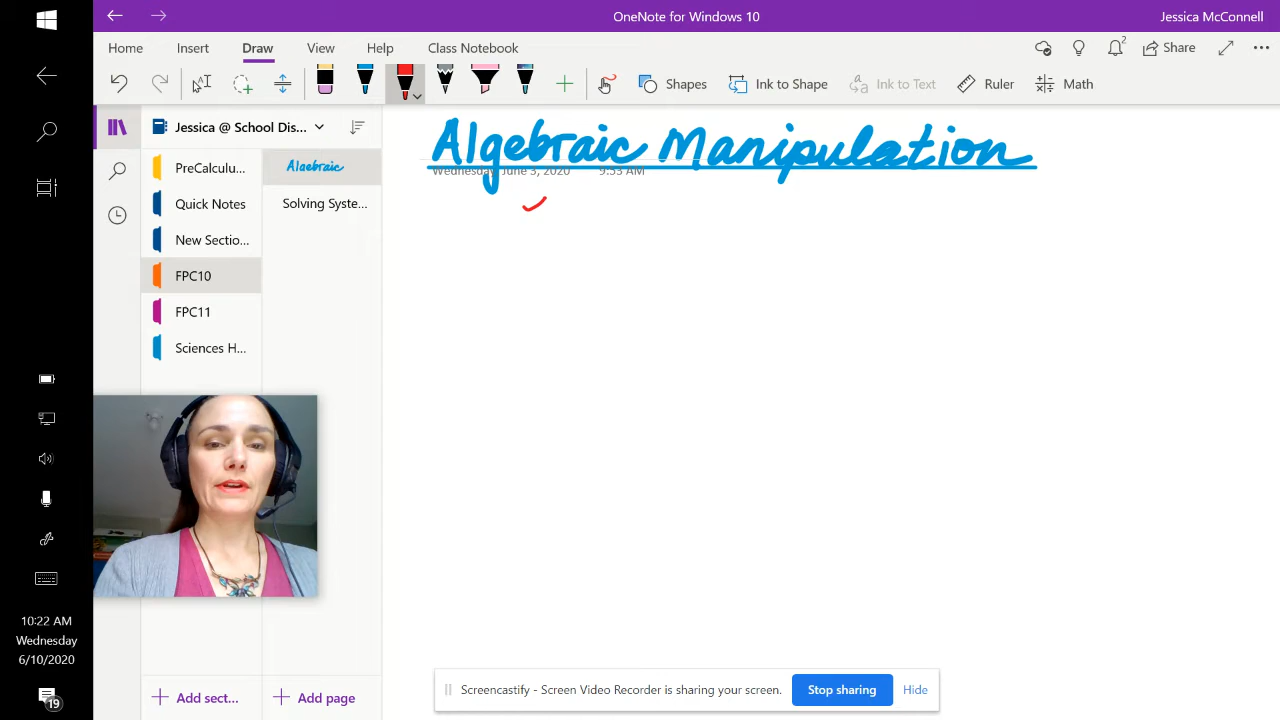 OneNote for Windows 10
Jessica McConnell
Home Insert Draw View Help Class Notebook
2 Share
Shapes Ink to Shape Ink to Text Ruler Math
Jessica @ School Dis...
Algebraic Manipulation
Wednesday, June 3, 2020 9:53 AM
PreCalculu...
Quick Notes
New Sectio...
FPC10
FPC11
Sciences H...
Algebraic
Solving Syste...
10:22 AM
Wednesday
6/10/2020
19
Add sect...
Add page
Screencastify - Screen Video Recorder is sharing your screen.
Stop sharing
Hide